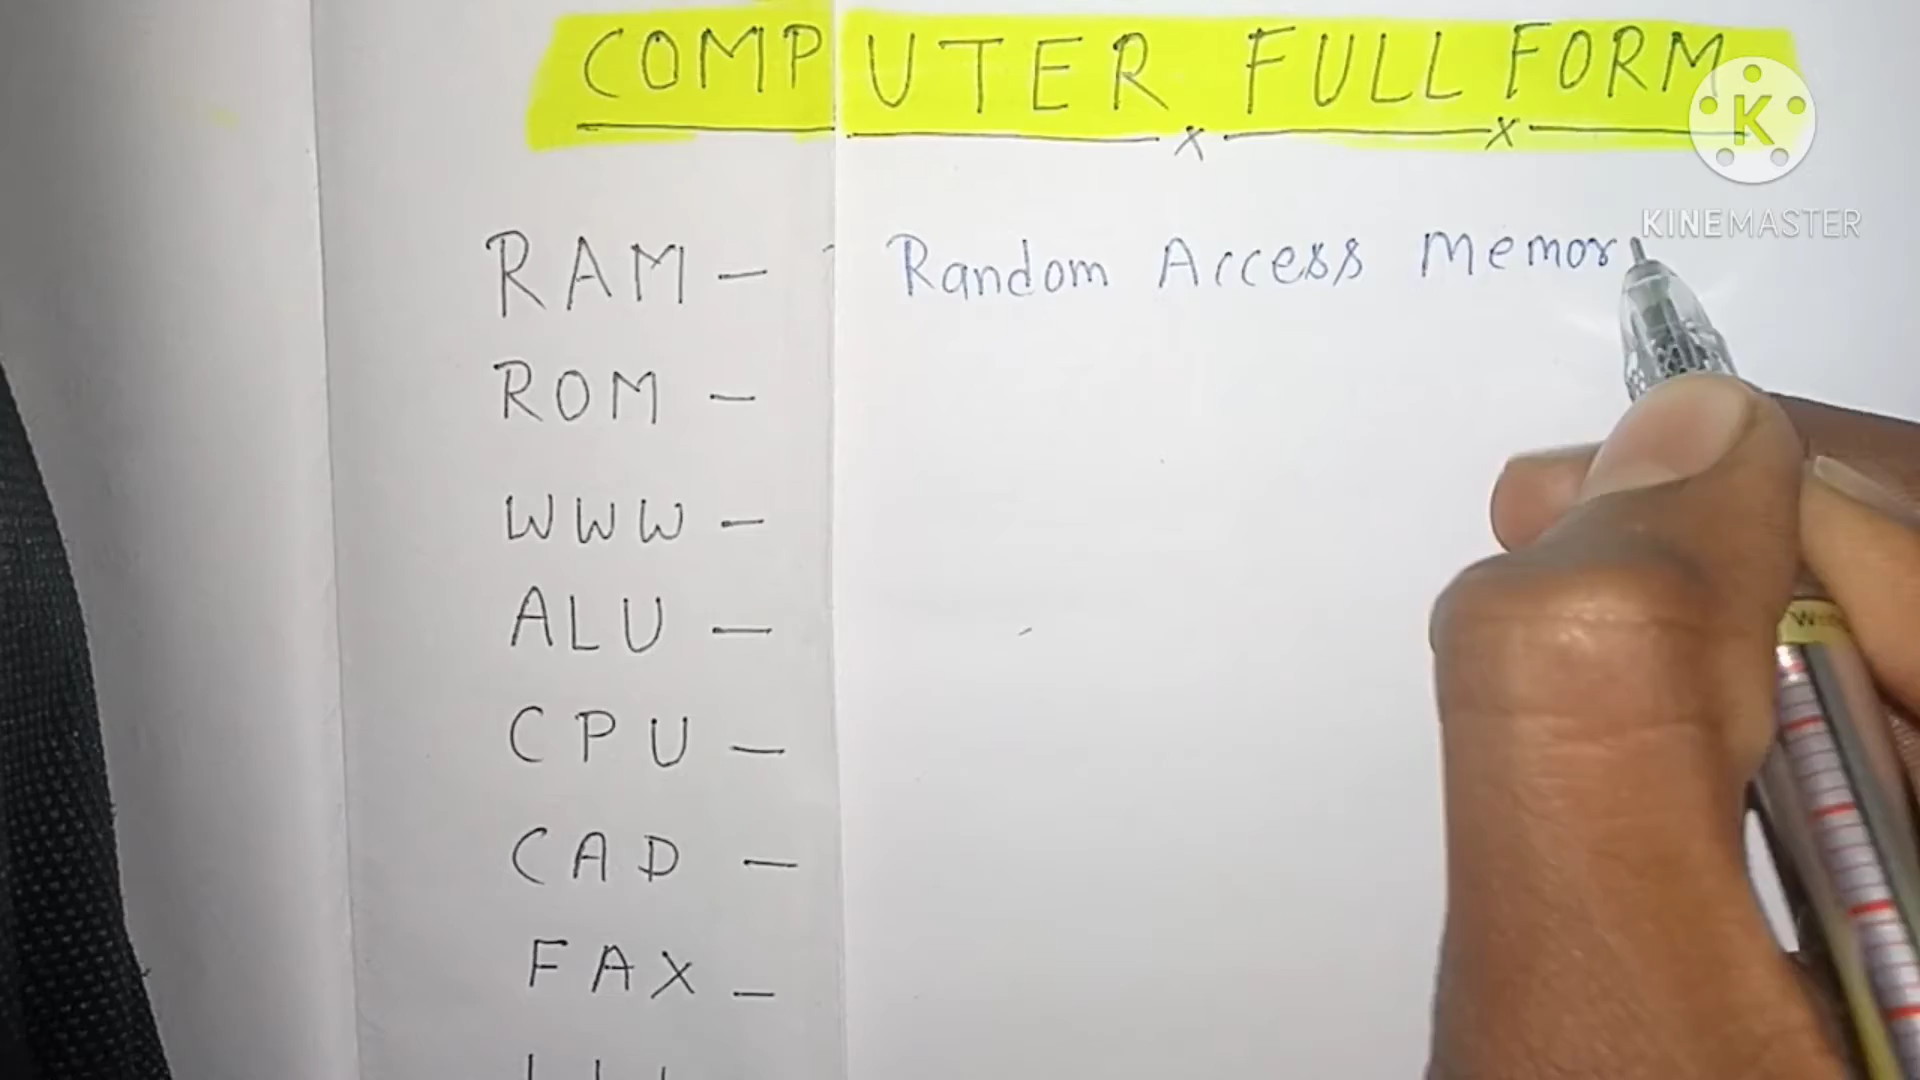 COMPUTER FULL FORM
K
KINEMASTER
RAM - Random Access Memor
ROM -
WWW -
ALU -
CPU -
CAD -
FAX -